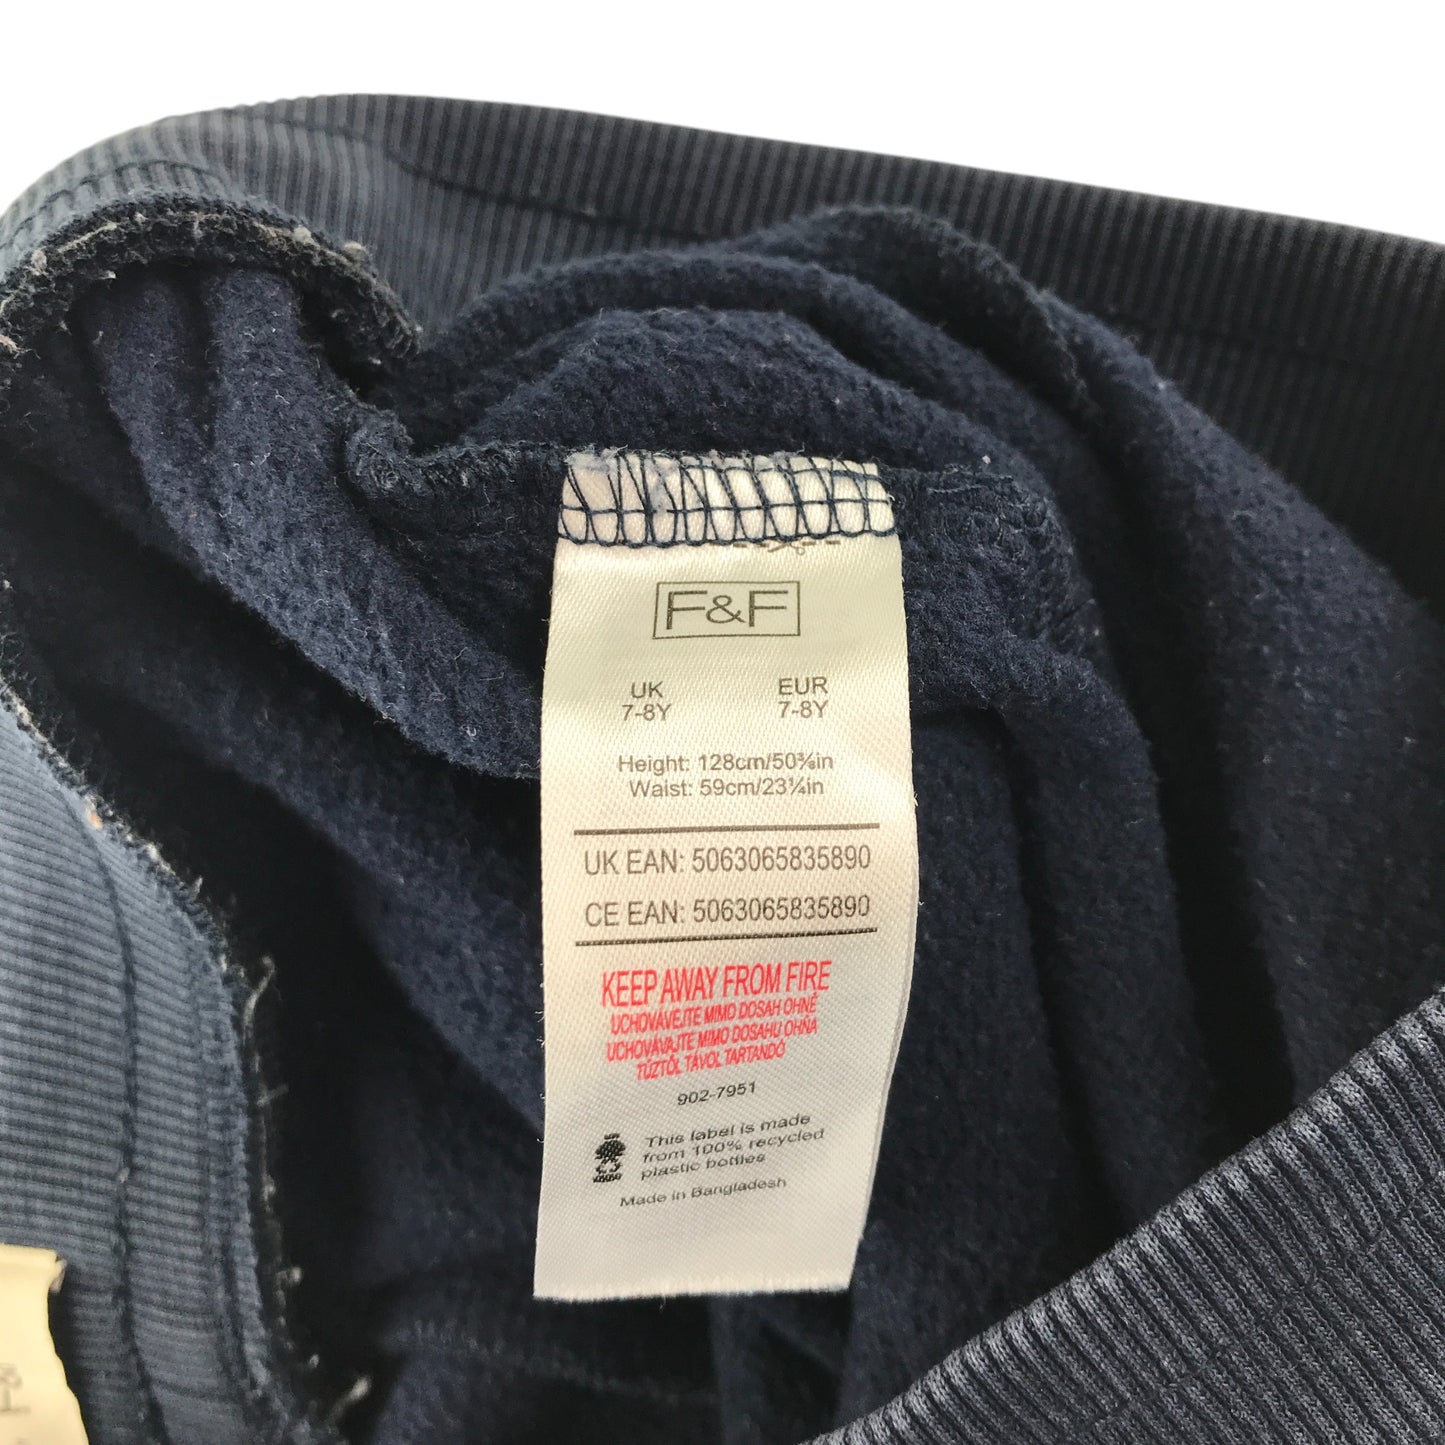 F&F
UK EUR
7-8Y 7-8Y
Height: 128cm/50⅜in
Waist: 59cm/23¼in
UK EAN: 5063065835890
CE EAN: 5063065835890
KEEP AWAY FROM FIRE
UCHOVÁVEJTE MIMO DOSAH OHNĚ
UCHOVÁVAJTE MIMO DOSAHU OHŇA
TŰZTŐL TÁVOL TARTANDÓ
902-7951
This label is made
from 100% recycled
plastic bottles
Made in Bangladesh